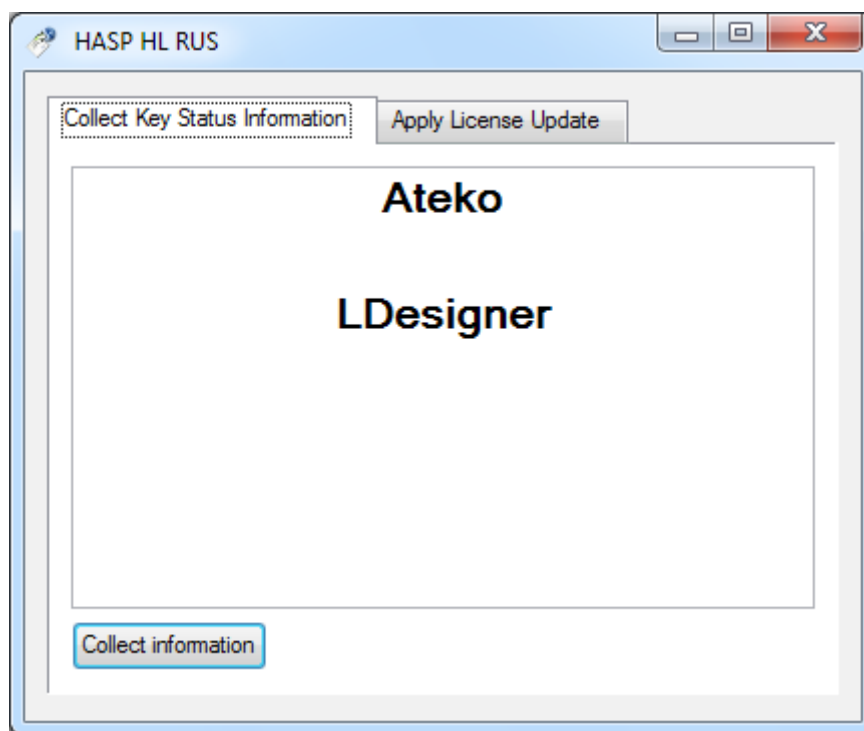 HASP HL RUS
Collect Key Status Information
Apply License Update
Ateko
LDesigner
Collect information